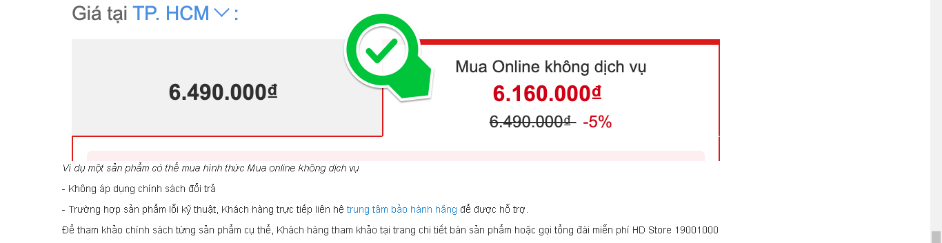 Giá tại TP. HCM :
Mua Online không dịch vụ
6.490.000₫
6.160.000₫
6.490.000₫ -5%
Ví dụ một sản phẩm có thể mua hình thức Mua online không dịch vụ
- Không áp dụng chính sách đổi trả
- Trường hợp sản phẩm lỗi kỹ thuật, Khách hàng trực tiếp liên hệ trung tâm bảo hành hãng để được hỗ trợ.
Để tham khảo chính sách từng sản phẩm cụ thể, Khách hàng tham khảo tại trang chi tiết bán sản phẩm hoặc gọi tổng đài miễn phí HD Store 19001000